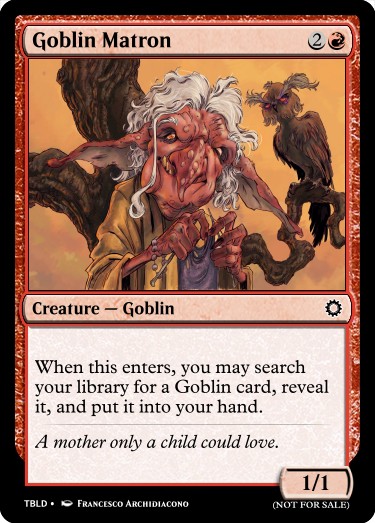 Goblin Matron 2
Creature — Goblin
When this enters, you may search
your library for a Goblin card, reveal
it, and put it into your hand.
A mother only a child could love.
1/1
TBLD • Francesco Archidiacono
(NOT FOR SALE)